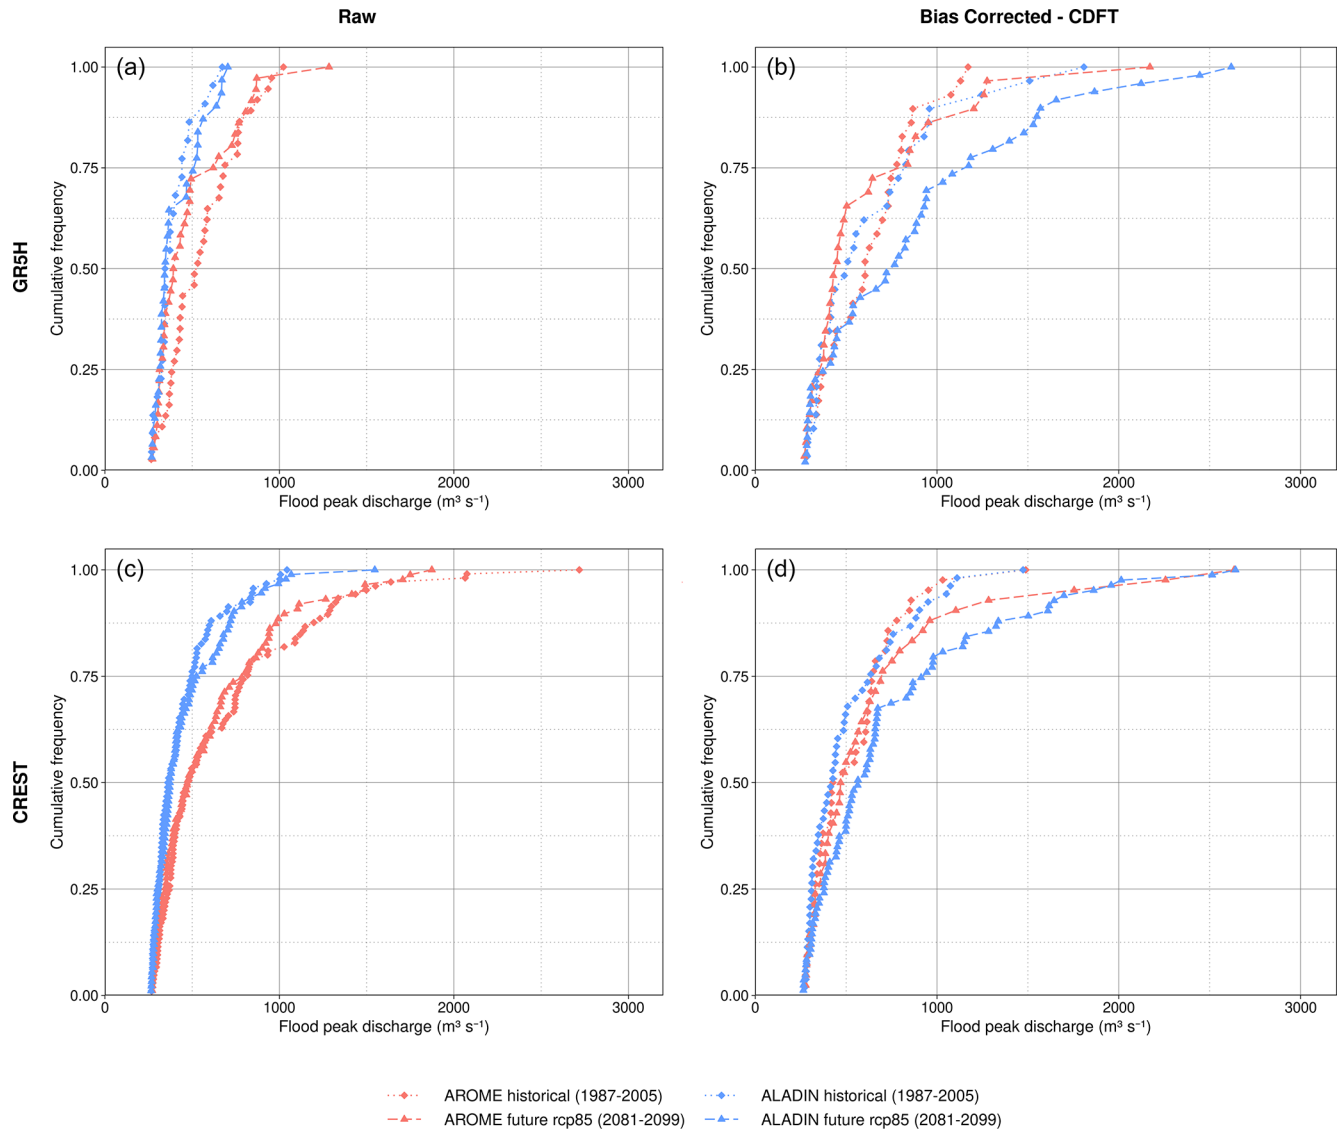 Raw
Bias Corrected - CDFT
GR5H
(a)
1.00
0.75
0.50
0.25
0.00
Cumulative frequency
0 1000 2000 3000
Flood peak discharge (m³ s⁻¹)
(b)
1.00
0.75
0.50
0.25
0.00
Cumulative frequency
0 1000 2000 3000
Flood peak discharge (m³ s⁻¹)
CREST
(c)
1.00
0.75
0.50
0.25
0.00
Cumulative frequency
0 1000 2000 3000
Flood peak discharge (m³ s⁻¹)
(d)
1.00
0.75
0.50
0.25
0.00
Cumulative frequency
0 1000 2000 3000
Flood peak discharge (m³ s⁻¹)
AROME historical (1987-2005)
AROME future rcp85 (2081-2099)
ALADIN historical (1987-2005)
ALADIN future rcp85 (2081-2099)